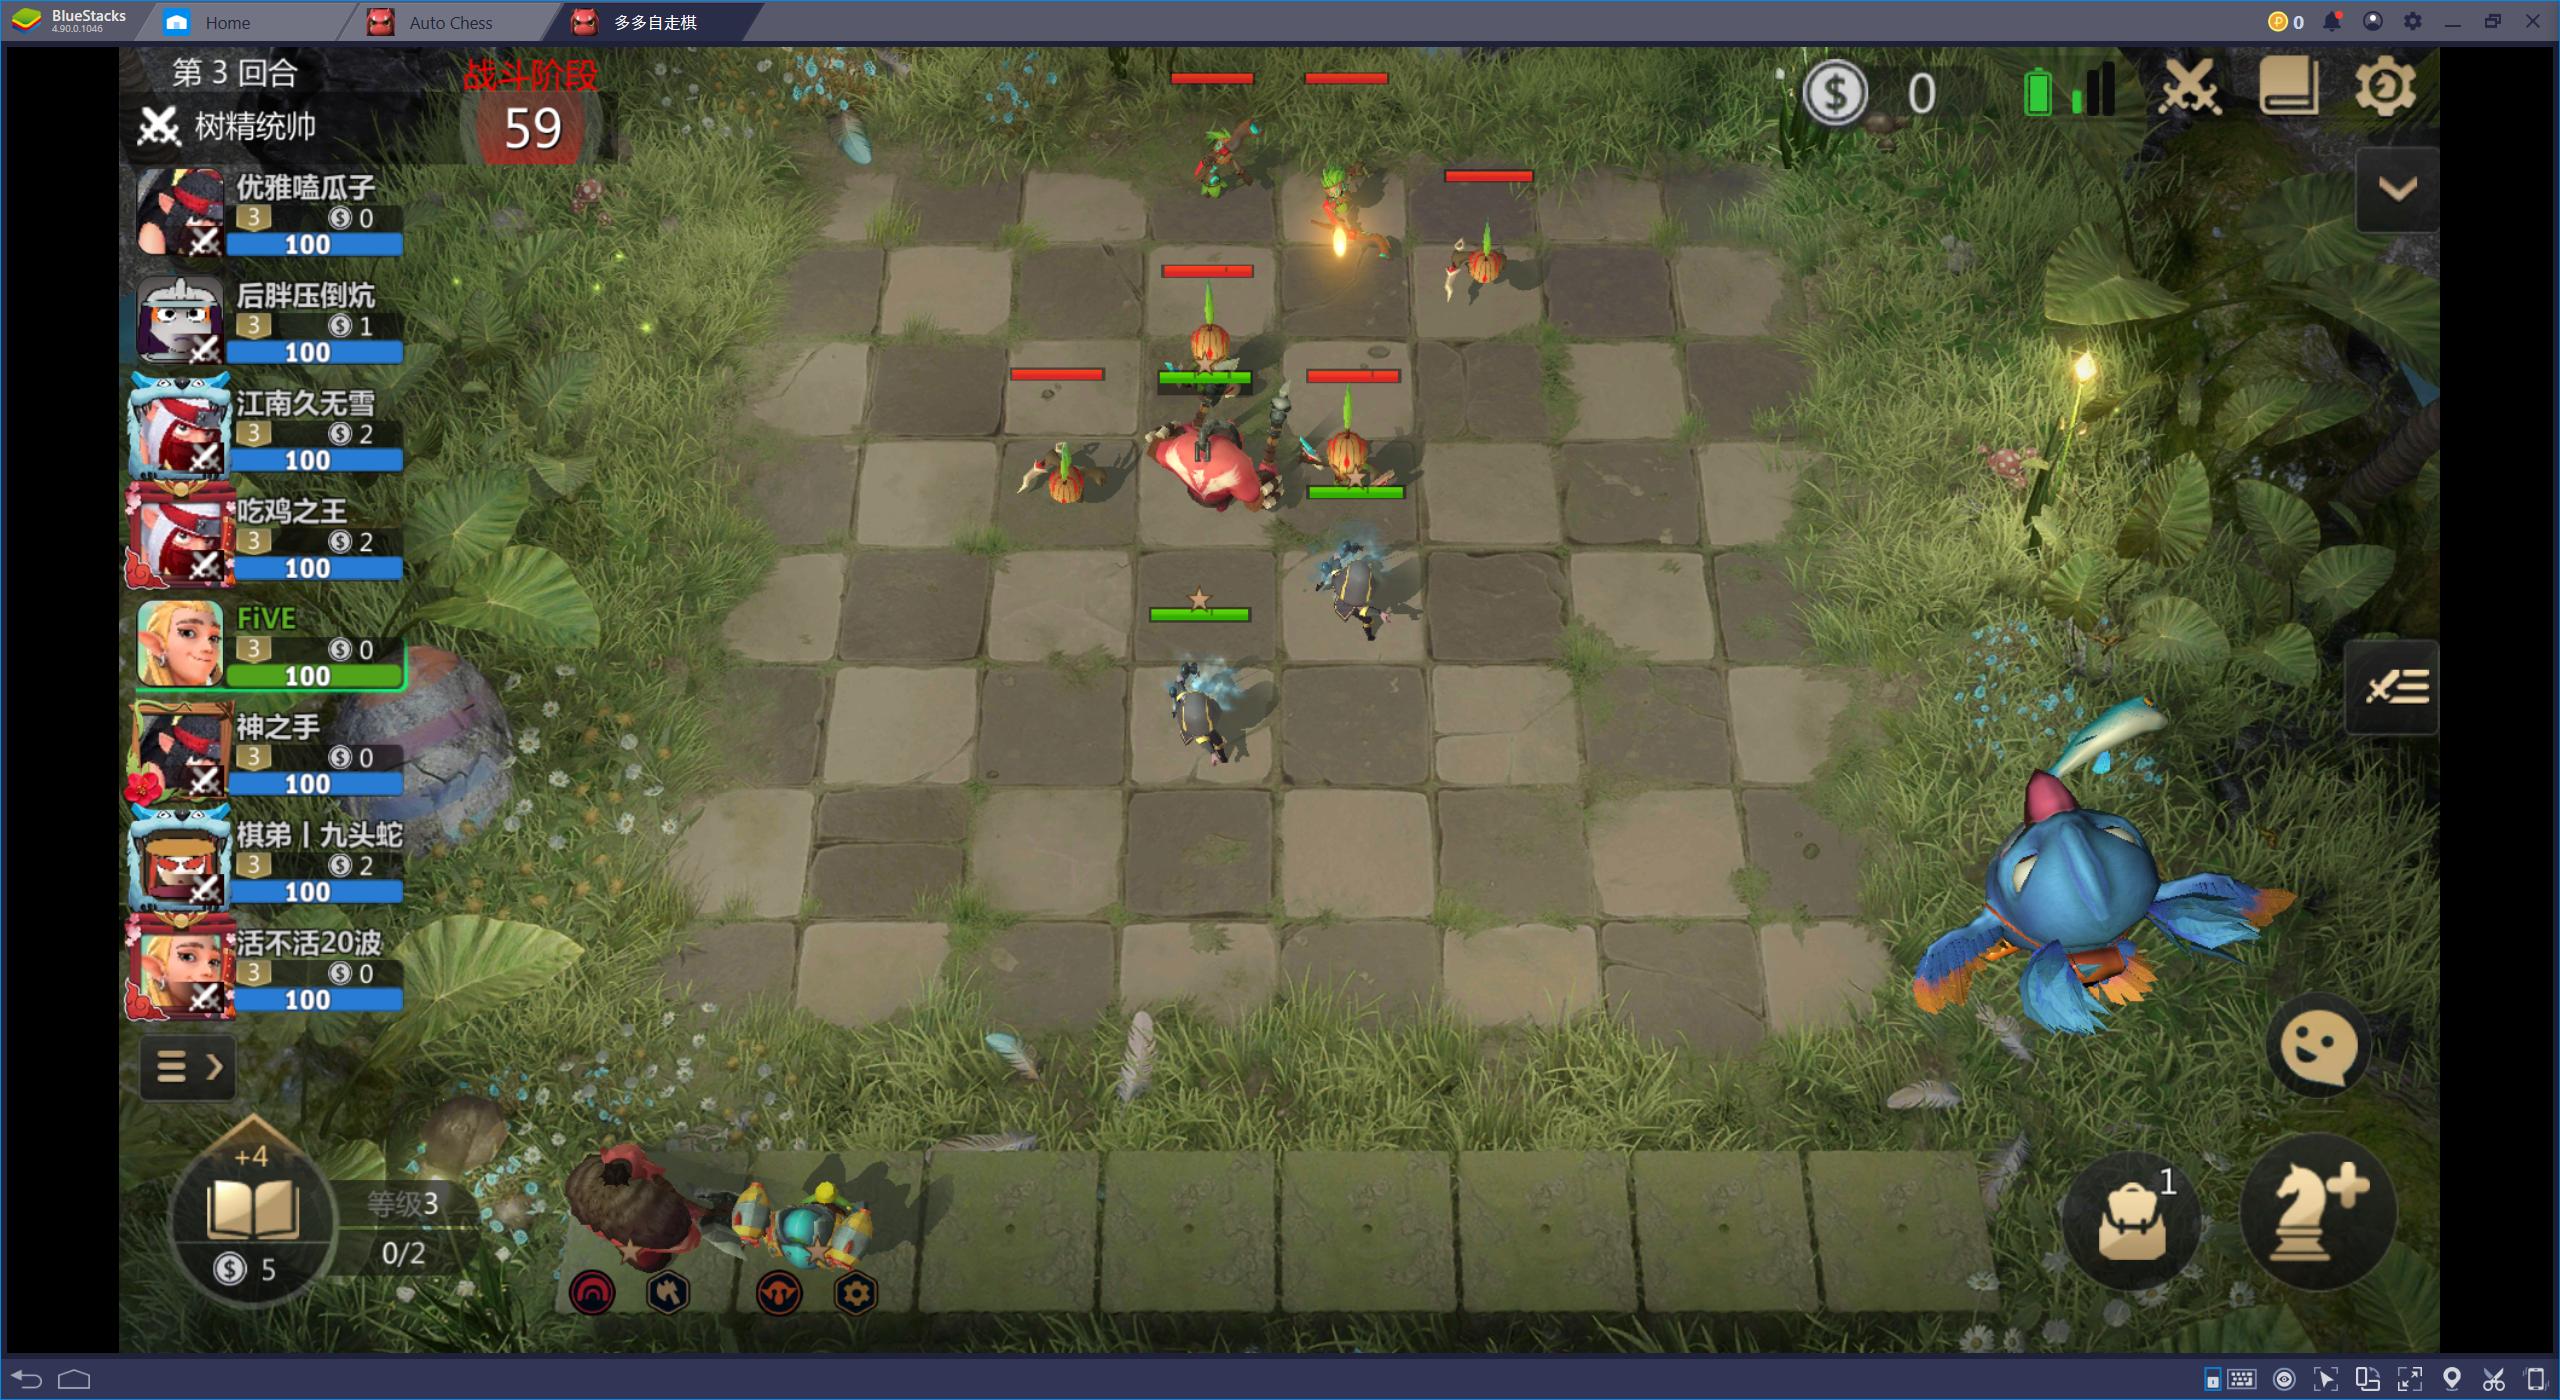 BlueStacks
4.90.0.1046
Home
Auto Chess
多多自走棋
0
第 3 回合
战斗阶段
树精统帅
59
0
优雅嗑瓜子
3 0
100
后胖压倒炕
3 1
100
江南久无雪
3 2
100
吃鸡之王
3 2
100
FiVE
3 0
100
神之手
3 0
100
棋弟丨九头蛇
3 2
100
活不活20波
3 0
100
+4
等级3
0/2
5
1